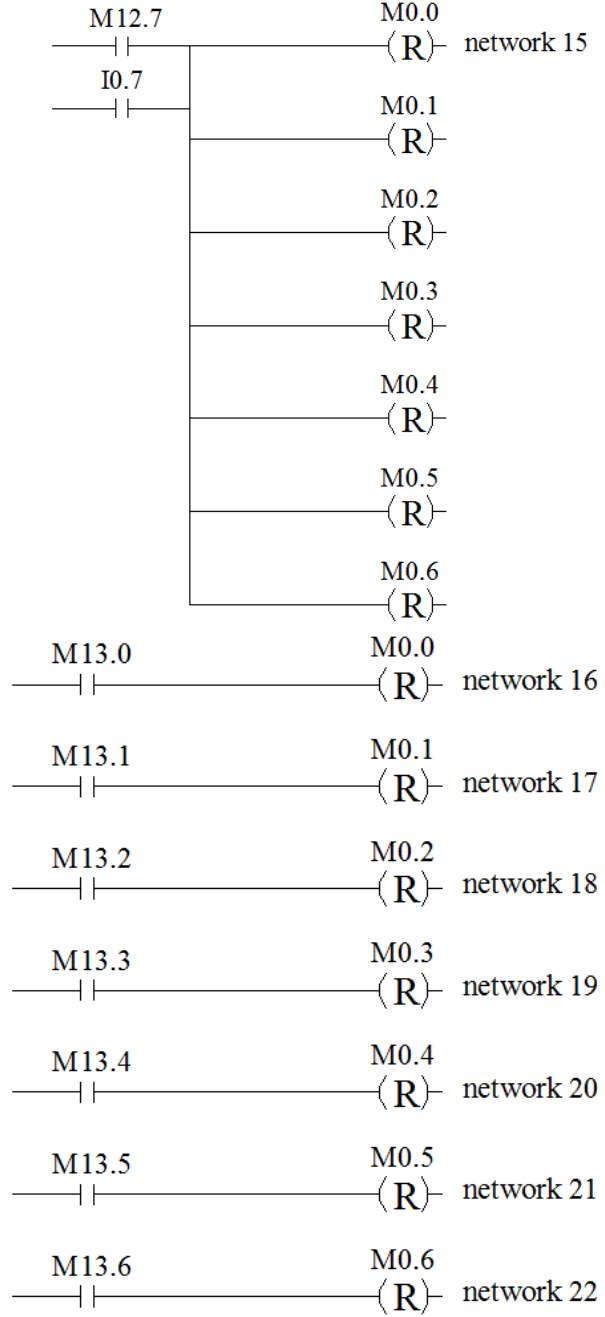 M12.7
M0.0
(R) network 15
I0.7
M0.1
(R)
M0.2
(R)
M0.3
(R)
M0.4
(R)
M0.5
(R)
M0.6
(R)
M13.0 M0.0
(R) network 16
M13.1 M0.1
(R) network 17
M13.2 M0.2
(R) network 18
M13.3 M0.3
(R) network 19
M13.4 M0.4
(R) network 20
M13.5 M0.5
(R) network 21
M13.6 M0.6
(R) network 22